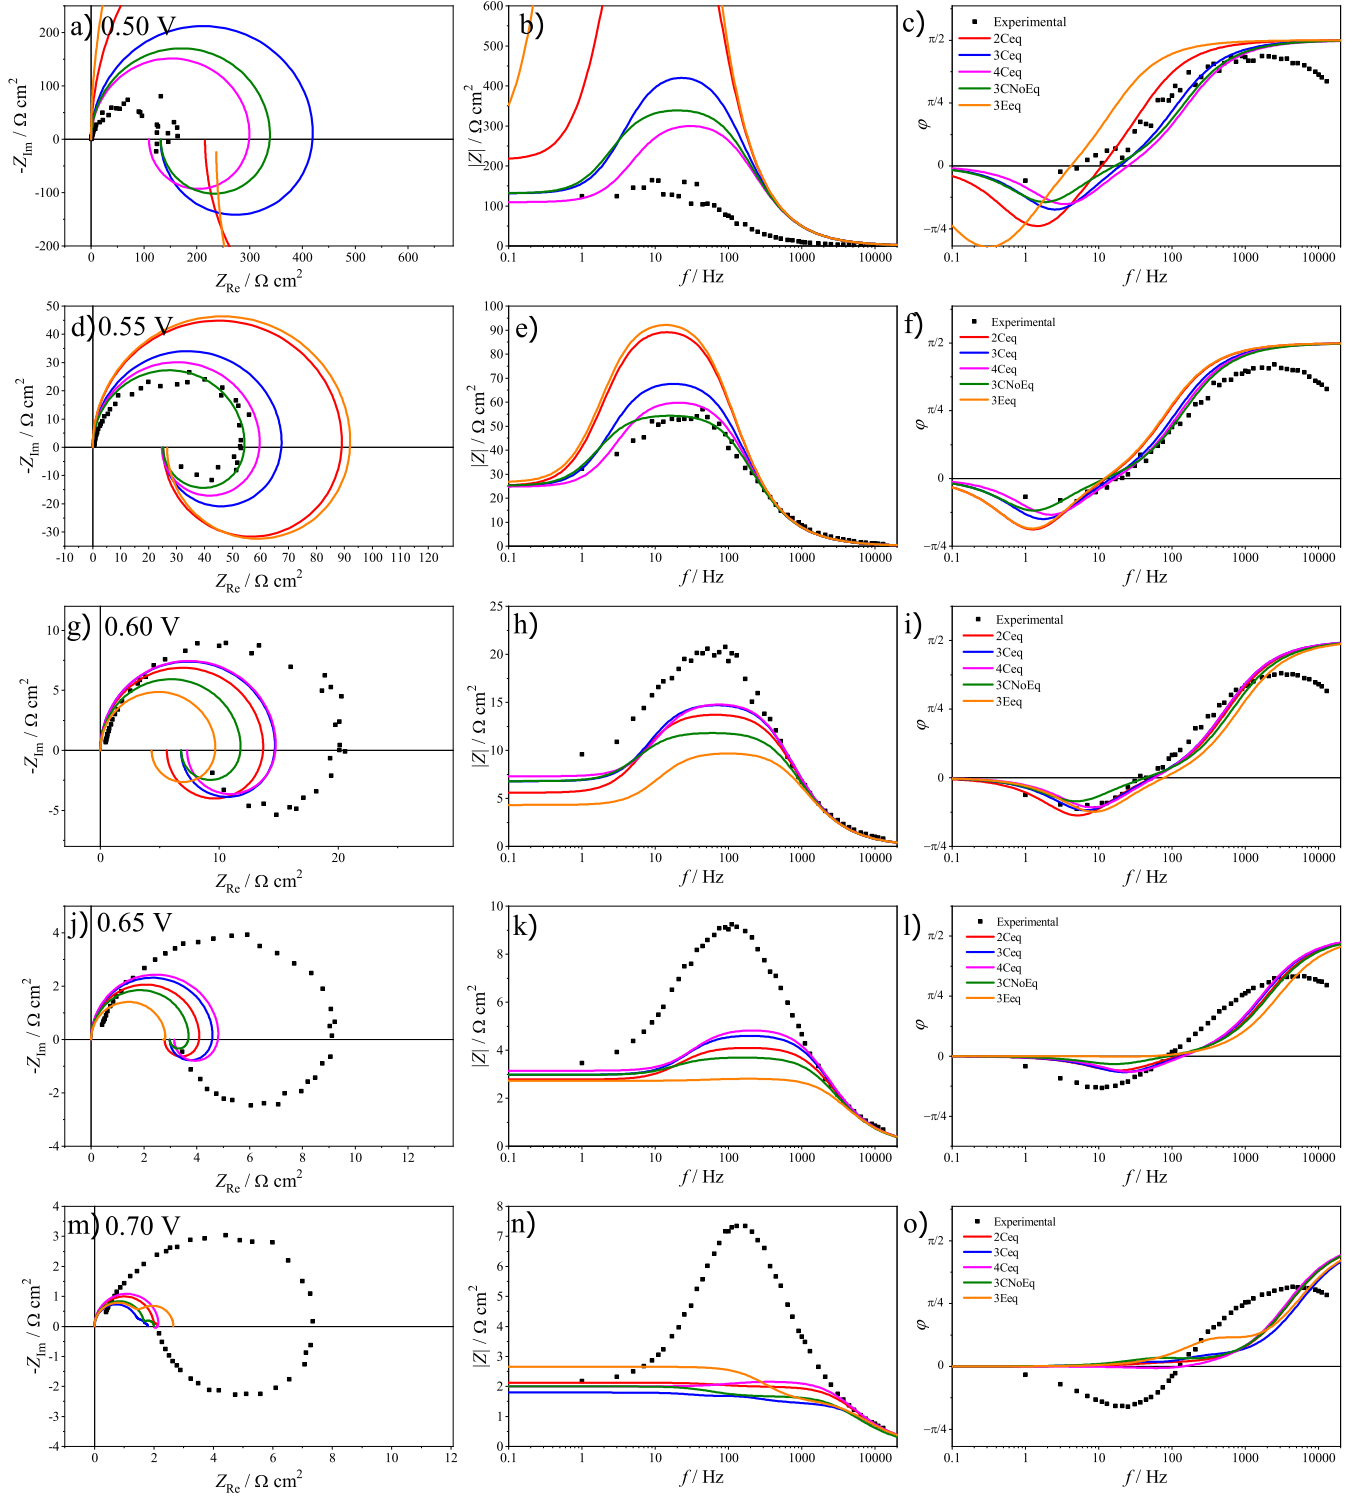 a) 0.50 V
200
100
0
-100
-200
0
100
200
300
400
500
600
-Z_Im / Ω cm²
Z_Re / Ω cm²
b)
600
500
400
300
200
100
0
0.1
1
10
100
1000
10000
|Z| / Ω cm²
f / Hz
c)
Experimental
2Ceq
3Ceq
4Ceq
3CNoEq
3Eeq
π/2
π/4
0
−π/4
0.1
1
10
100
1000
10000
φ
f / Hz
d) 0.55 V
50
40
30
20
10
0
-10
-20
-30
-10
0
10
20
30
40
50
60
70
80
90
100
120
-Z_Im / Ω cm²
Z_Re / Ω cm²
e)
100
90
80
70
60
50
40
30
20
10
0
0.1
1
10
100
1000
10000
|Z| / Ω cm²
f / Hz
f)
Experimental
2Ceq
3Ceq
4Ceq
3CNoEq
3Eeq
π/2
π/4
0
−π/4
0.1
1
10
100
1000
10000
φ
f / Hz
g) 0.60 V
10
5
0
-5
0
10
20
-Z_Im / Ω cm²
Z_Re / Ω cm²
h)
25
20
15
10
5
0
0.1
1
10
100
1000
10000
|Z| / Ω cm²
f / Hz
i)
Experimental
2Ceq
3Ceq
4Ceq
3CNoEq
3Eeq
π/2
π/4
0
−π/4
0.1
1
10
100
1000
10000
φ
f / Hz
j) 0.65 V
4
2
0
-2
-4
0
2
4
6
8
10
12
-Z_Im / Ω cm²
Z_Re / Ω cm²
k)
10
8
6
4
2
0
0.1
1
10
100
1000
10000
|Z| / Ω cm²
f / Hz
l)
Experimental
2Ceq
3Ceq
4Ceq
3CNoEq
3Eeq
π/2
π/4
0
−π/4
0.1
1
10
100
1000
10000
φ
f / Hz
m) 0.70 V
4
3
2
1
0
-1
-2
-3
-4
0
2
4
6
8
10
12
-Z_Im / Ω cm²
Z_Re / Ω cm²
n)
8
7
6
5
4
3
2
1
0
0.1
1
10
100
1000
10000
|Z| / Ω cm²
f / Hz
o)
Experimental
2Ceq
3Ceq
4Ceq
3CNoEq
3Eeq
π/2
π/4
0
−π/4
0.1
1
10
100
1000
10000
φ
f / Hz